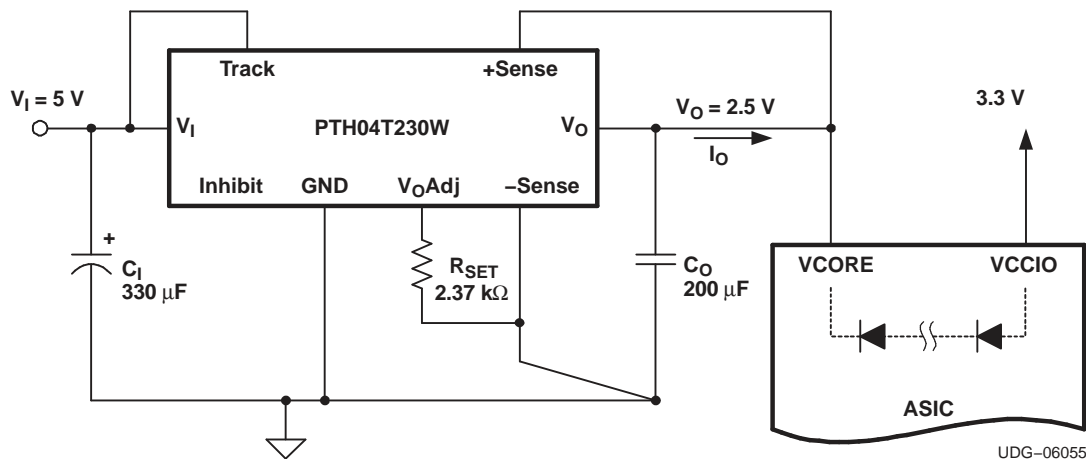 Track
+Sense
V_I = 5 V
V_I
PTH04T230W
V_O
V_O = 2.5 V
I_O
3.3 V
Inhibit
GND
V_OAdj
−Sense
+
C_I
330 μF
R_SET
2.37 kΩ
C_O
200 μF
VCORE
VCCIO
ASIC
UDG−06055